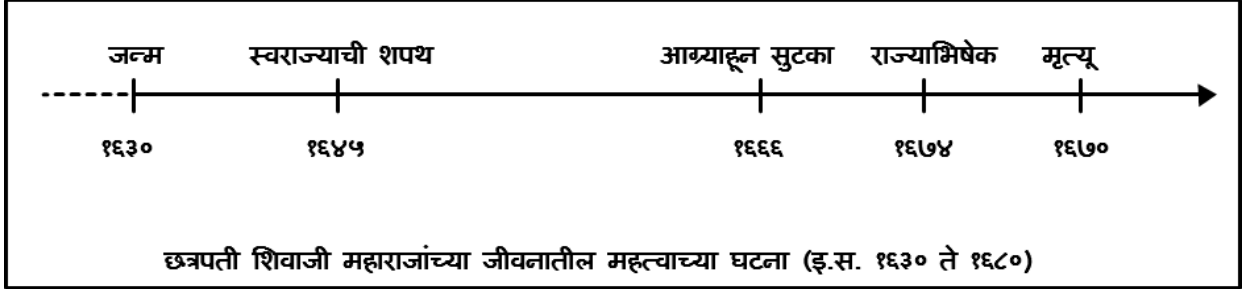 जन्म स्वराज्याची शपथ आग्र्याहून सुटका राज्याभिषेक मृत्यू
१६३० १६४५ १६६६ १६७४ १६७०
छत्रपती शिवाजी महाराजांच्या जीवनातील महत्वाच्या घटना (इ.स. १६३० ते १६८०)